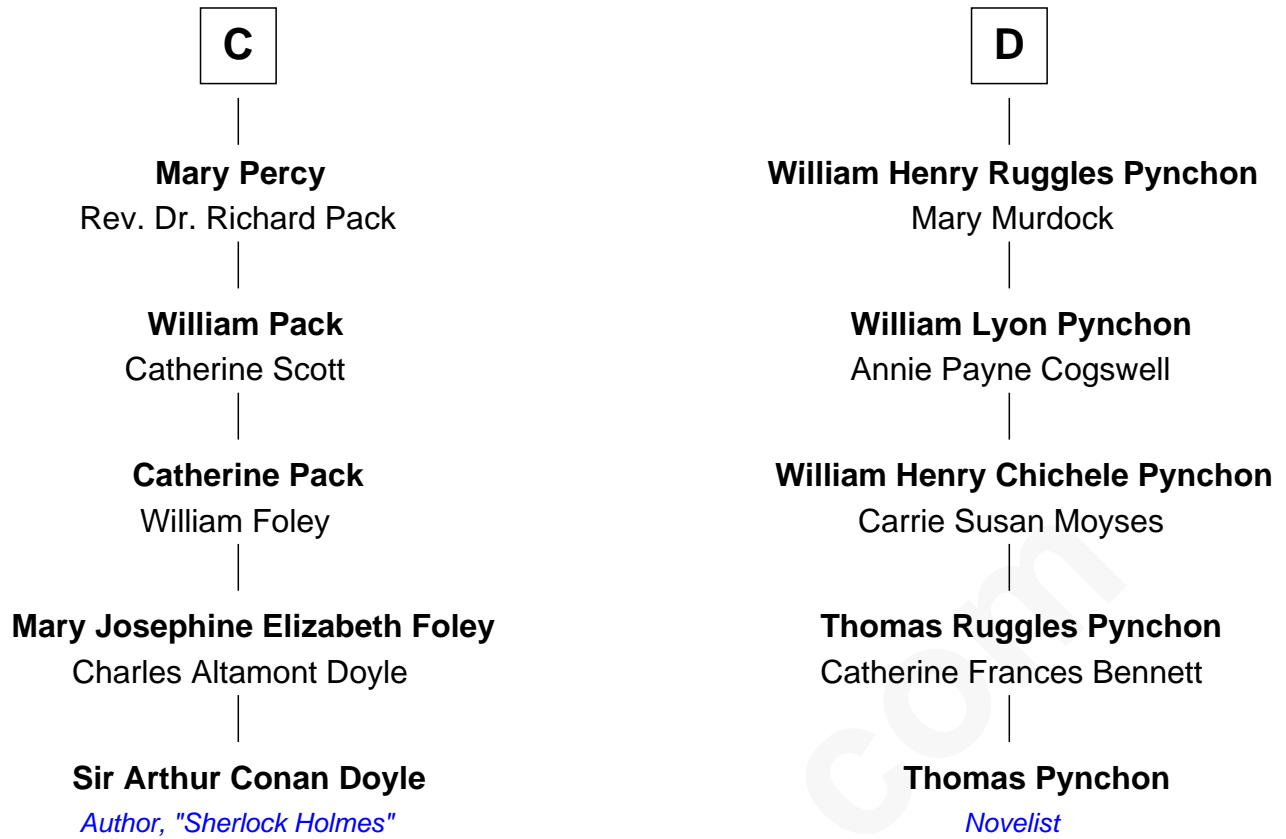 C
Mary Percy
Rev. Dr. Richard Pack
William Pack
Catherine Scott
Catherine Pack
William Foley
Mary Josephine Elizabeth Foley
Charles Altamont Doyle
Sir Arthur Conan Doyle
Author, "Sherlock Holmes"
D
William Henry Ruggles Pynchon
Mary Murdock
William Lyon Pynchon
Annie Payne Cogswell
William Henry Chichele Pynchon
Carrie Susan Moyses
Thomas Ruggles Pynchon
Catherine Frances Bennett
Thomas Pynchon
Novelist
com